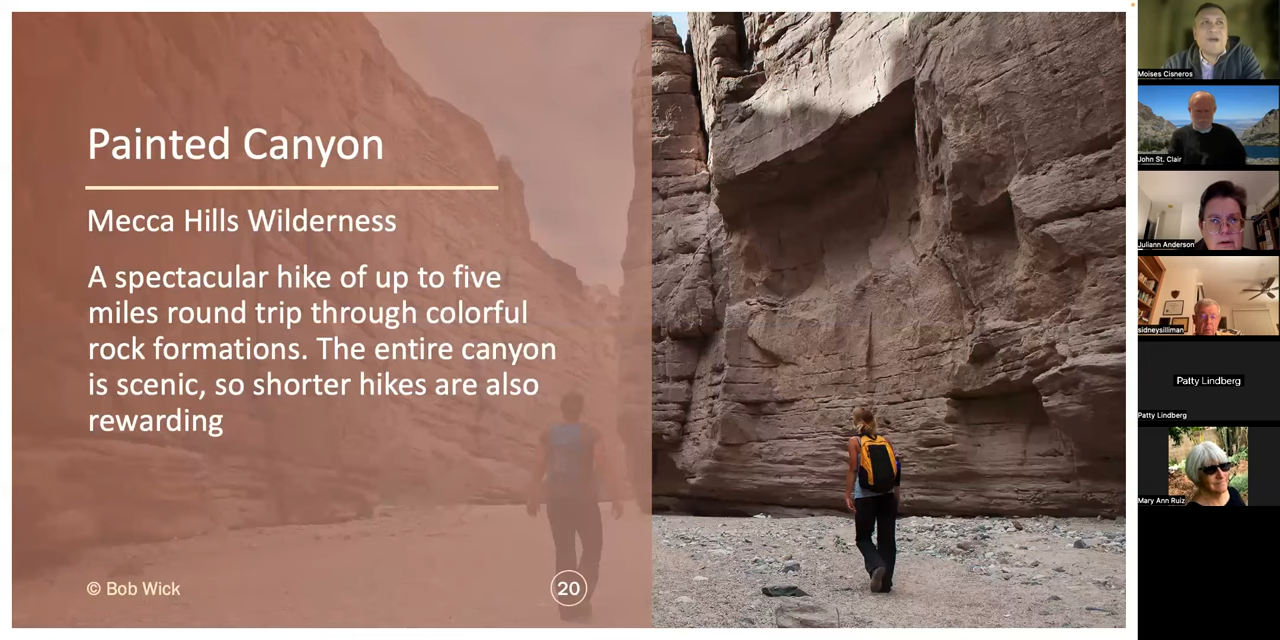 Painted Canyon
Mecca Hills Wilderness
A spectacular hike of up to five
miles round trip through colorful
rock formations. The entire canyon
is scenic, so shorter hikes are also
rewarding
© Bob Wick
20
Moises Cisneros
John St. Clair
Juliann Anderson
sidneysilliman
Patty Lindberg
Patty Lindberg
Mary Ann Ruiz